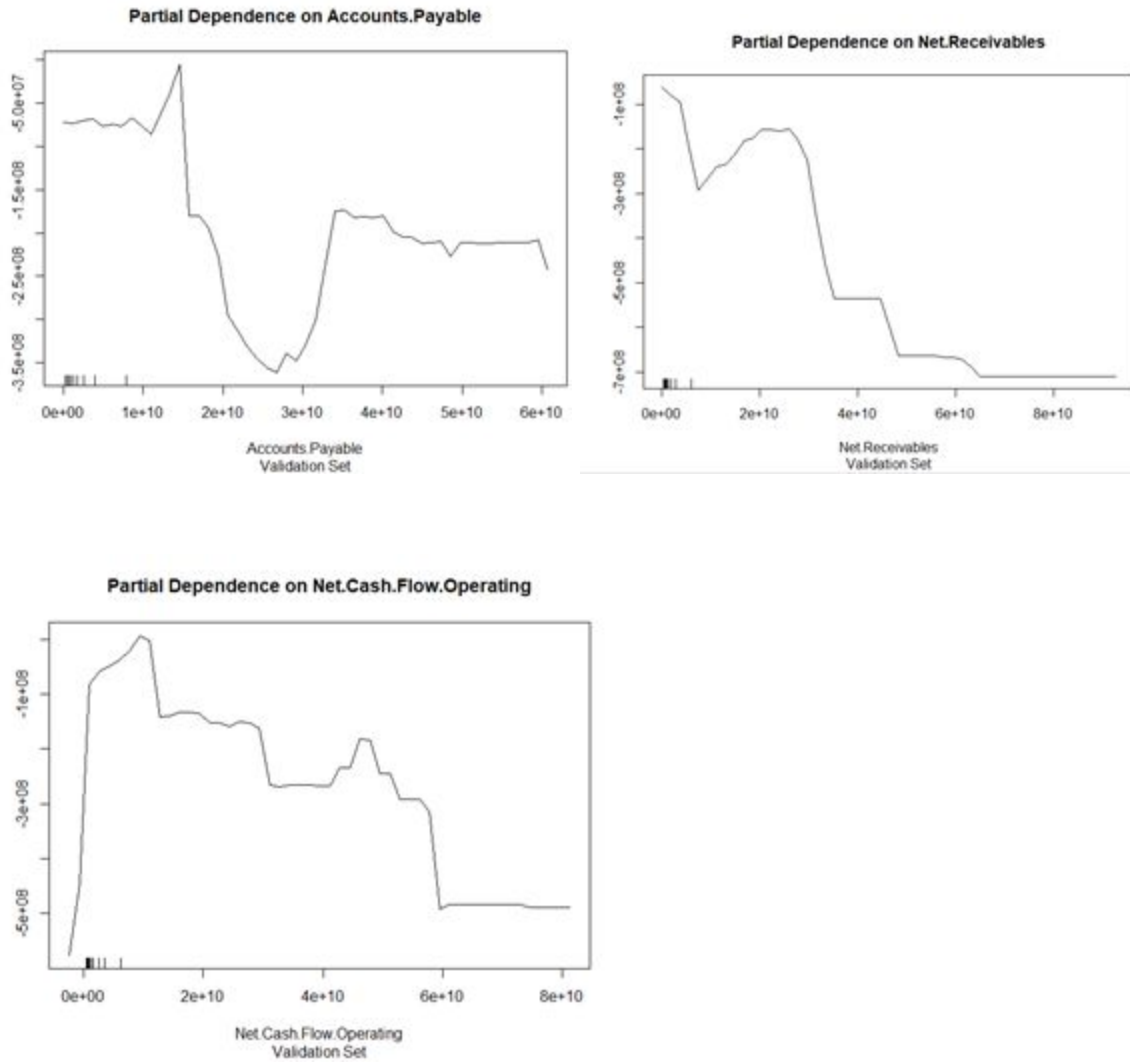 Partial Dependence on Accounts.Payable
-5.0e+07
-1.5e+08
-2.5e+08
-3.5e+08
0e+00 1e+10 2e+10 3e+10 4e+10 5e+10 6e+10
Accounts.Payable
Validation Set
Partial Dependence on Net.Receivables
-1e+08
-3e+08
-5e+08
-7e+08
0e+00 2e+10 4e+10 6e+10 8e+10
Net.Receivables
Validation Set
Partial Dependence on Net.Cash.Flow.Operating
-1e+08
-3e+08
-5e+08
0e+00 2e+10 4e+10 6e+10 8e+10
Net.Cash.Flow.Operating
Validation Set